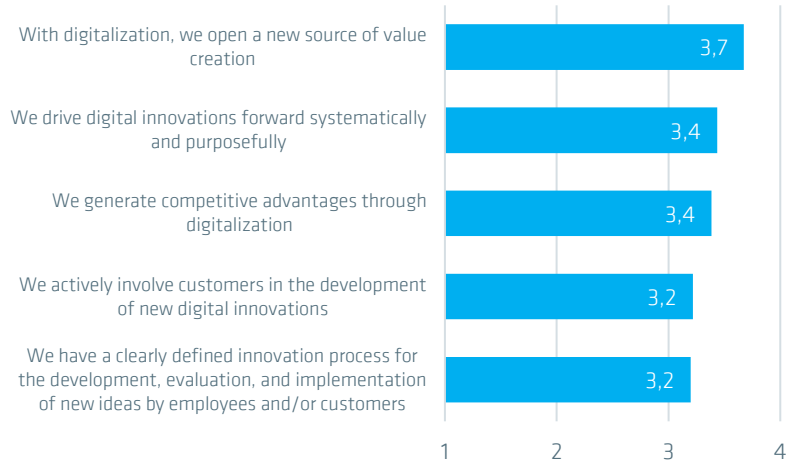 With digitalization, we open a new source of value
creation
3,7
We drive digital innovations forward systematically
and purposefully
3,4
We generate competitive advantages through
digitalization
3,4
We actively involve customers in the development
of new digital innovations
3,2
We have a clearly defined innovation process for
the development, evaluation, and implementation
of new ideas by employees and/or customers
3,2
1 2 3 4